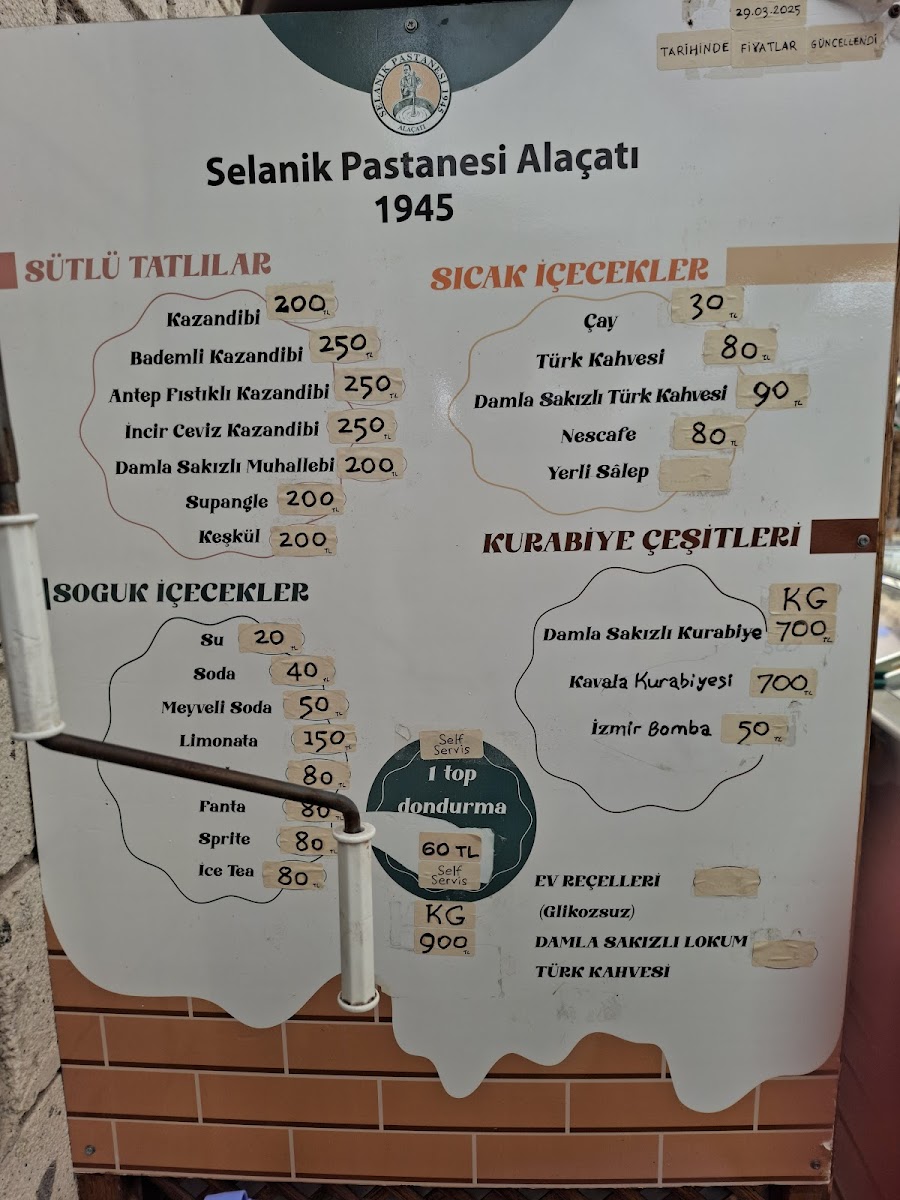 29.03.2025
TARİHİNDE FİYATLAR GÜNCELLENDİ
SELANİK PASTANESİ 1945
ALAÇATI
Selanik Pastanesi Alaçatı
1945
SÜTLÜ TATLILAR
Kazandibi 200 TL
Bademli Kazandibi 250 TL
Antep Fıstıklı Kazandibi 250 TL
İncir Ceviz Kazandibi 250 TL
Damla Sakızlı Muhallebi 200 TL
Supangle 200 TL
Keşkül 200 TL
SICAK İÇECEKLER
Çay 30 TL
Türk Kahvesi 80 TL
Damla Sakızlı Türk Kahvesi 90 TL
Nescafe 80 TL
Yerli Sâlep
SOGUK İÇECEKLER
Su 20 TL
Soda 40 TL
Meyveli Soda 50 TL
Limonata 150 TL
80 TL
Fanta 80 TL
Sprite 80 TL
İce Tea 80 TL
KURABİYE ÇEŞİTLERİ
KG
Damla Sakızlı Kurabiye 700 TL
Kavala Kurabiyesi 700 TL
İzmir Bomba 50 TL
Self
Servis
1 top
dondurma
60 TL
Self
Servis
KG
900 TL
EV REÇELLERİ
(Glikozsuz)
DAMLA SAKIZLI LOKUM
TÜRK KAHVESİ